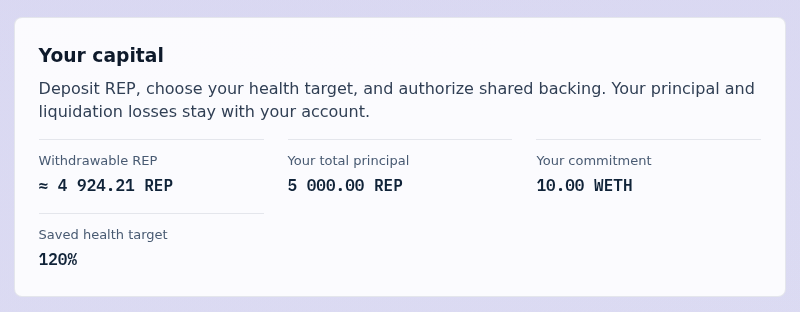 Your capital
Deposit REP, choose your health target, and authorize shared backing. Your principal and
liquidation losses stay with your account.
Withdrawable REP
≈ 4 924.21 REP
Your total principal
5 000.00 REP
Your commitment
10.00 WETH
Saved health target
120%